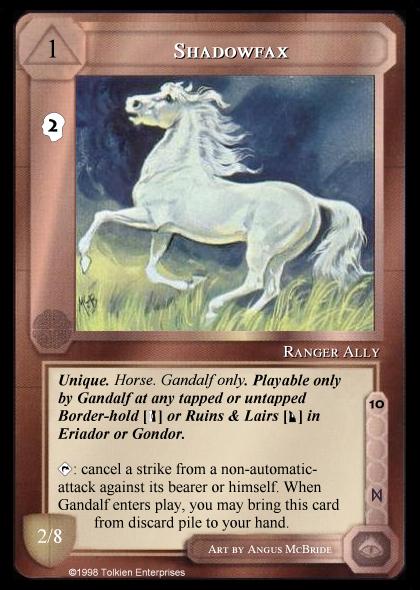 1
SHADOWFAX
2
McB
RANGER ALLY
Unique. Horse. Gandalf only. Playable only
by Gandalf at any tapped or untapped
Border-hold [] or Ruins & Lairs [] in
Eriador or Gondor.
10
: cancel a strike from a non-automatic-
attack against its bearer or himself. When
Gandalf enters play, you may bring this card
from discard pile to your hand.
2/8
ART BY ANGUS MCBRIDE
©1998 Tolkien Enterprises